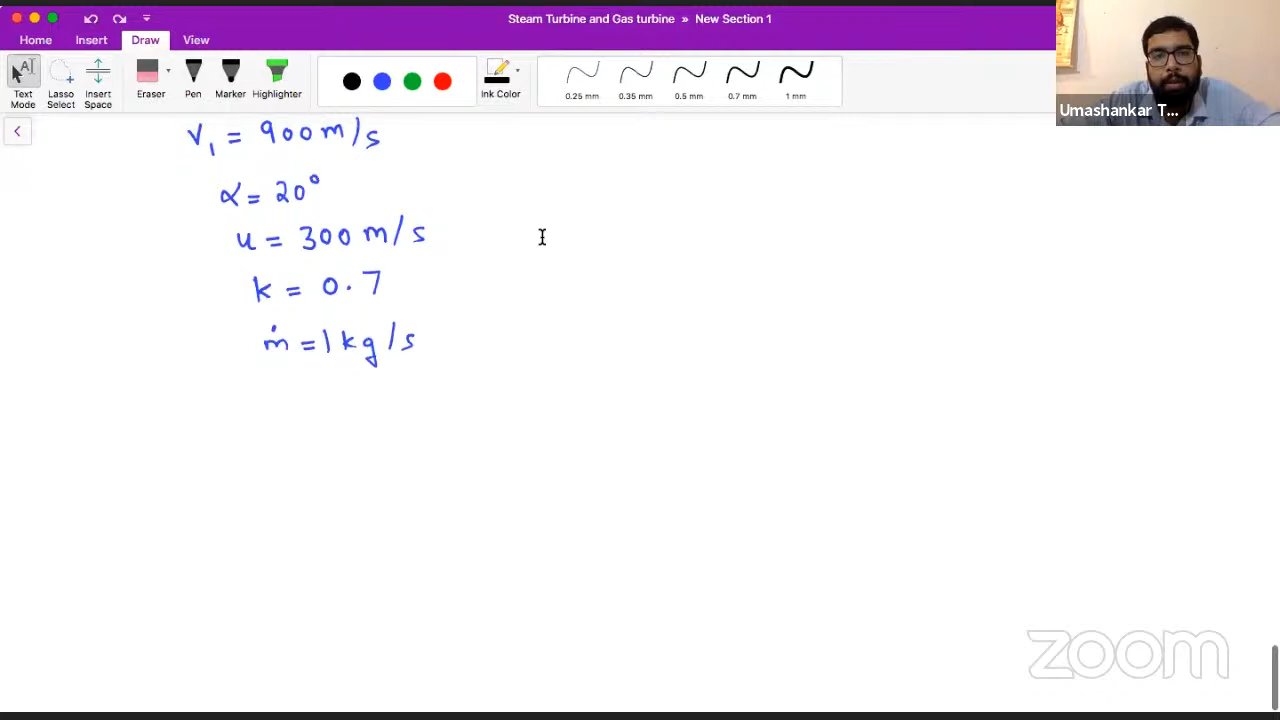 Steam Turbine and Gas turbine » New Section 1
Home Insert Draw View
Text Mode Lasso Select Insert Space Eraser Pen Marker Highlighter Ink Color 0.25 mm 0.35 mm 0.5 mm 0.7 mm 1 mm
Umashankar T...
V₁ = 900 m/s
α = 20°
u = 300 m/s
k = 0.7
ṁ = 1 kg/s
zoom